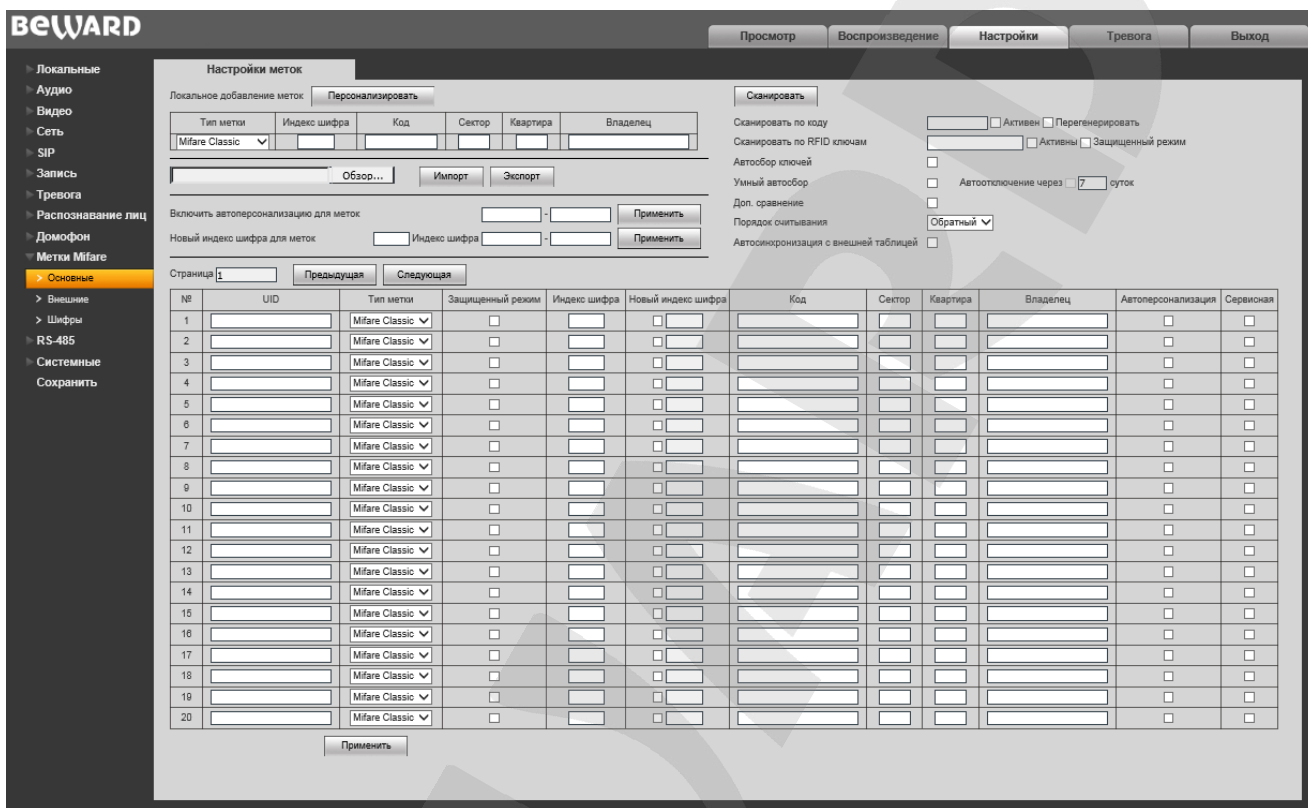 BEWARD
Просмотр Воспроизведение Настройки Тревога Выход
Локальные
Аудио
Видео
Сеть
SIP
Запись
Тревога
Распознавание лиц
Домофон
Метки Mifare
> Основные
> Внешние
> Шифры
RS-485
Системные
Сохранить
Настройки меток
Локальное добавление меток Персонализировать
Тип метки Индекс шифра Код Сектор Квартира Владелец
Mifare Classic
Обзор... Импорт Экспорт
Включить автоперсонализацию для меток - Применить
Новый индекс шифра для меток Индекс шифра - Применить
Сканировать
Сканировать по коду Активен Перегенерировать
Сканировать по RFID ключам Активны Защищенный режим
Автосбор ключей
Умный автосбор Автоотключение через 7 суток
Доп. сравнение
Порядок считывания Обратный
Автосинхронизация с внешней таблицей
Страница 1 Предыдущая Следующая
№ UID Тип метки Защищенный режим Индекс шифра Новый индекс шифра Код Сектор Квартира Владелец Автоперсонализация Сервисная
1 Mifare Classic
2 Mifare Classic
3 Mifare Classic
4 Mifare Classic
5 Mifare Classic
6 Mifare Classic
7 Mifare Classic
8 Mifare Classic
9 Mifare Classic
10 Mifare Classic
11 Mifare Classic
12 Mifare Classic
13 Mifare Classic
14 Mifare Classic
15 Mifare Classic
16 Mifare Classic
17 Mifare Classic
18 Mifare Classic
19 Mifare Classic
20 Mifare Classic
Применить